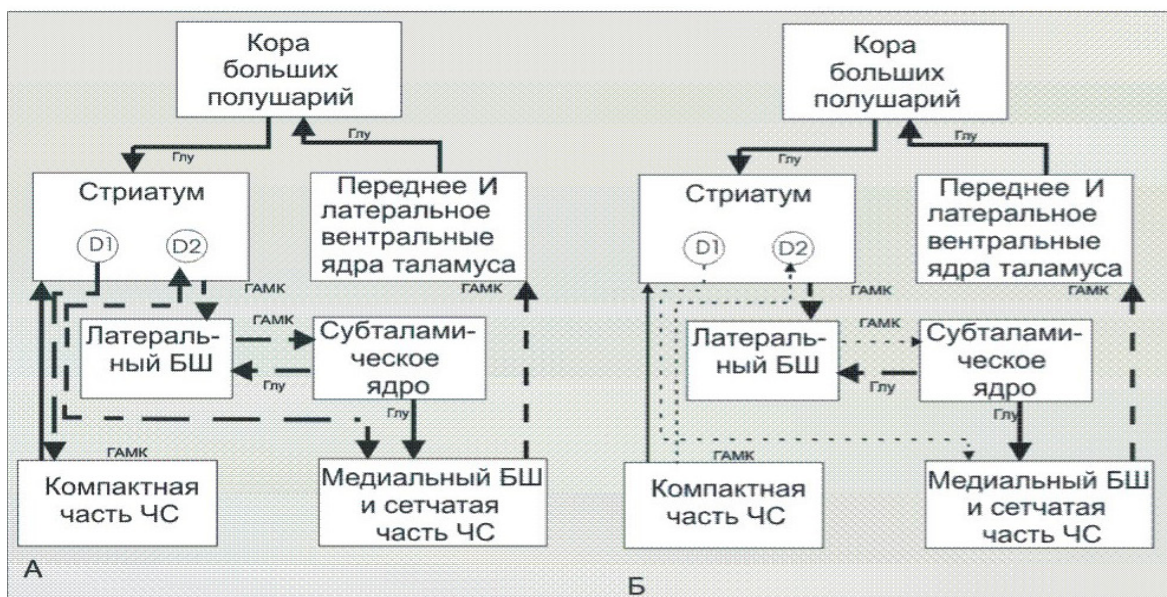 Кора
больших
полушарий
Глу
Глу
Стриатум
D1
D2
Переднее И
латеральное
вентральные
ядра таламуса
ГАМК
ГАМК
Латераль-
ный БШ
Субталами-
ческое
ядро
Глу
Глу
ГАМК
Компактная
часть ЧС
Медиальный БШ
и сетчатая
часть ЧС
А
Кора
больших
полушарий
Глу
Глу
Стриатум
D1
D2
Переднее И
латеральное
вентральные
ядра таламуса
ГАМК
ГАМК
Латераль-
ный БШ
Субталами-
ческое
ядро
Глу
Глу
ГАМК
Компактная
часть ЧС
Медиальный БШ
и сетчатая
часть ЧС
Б